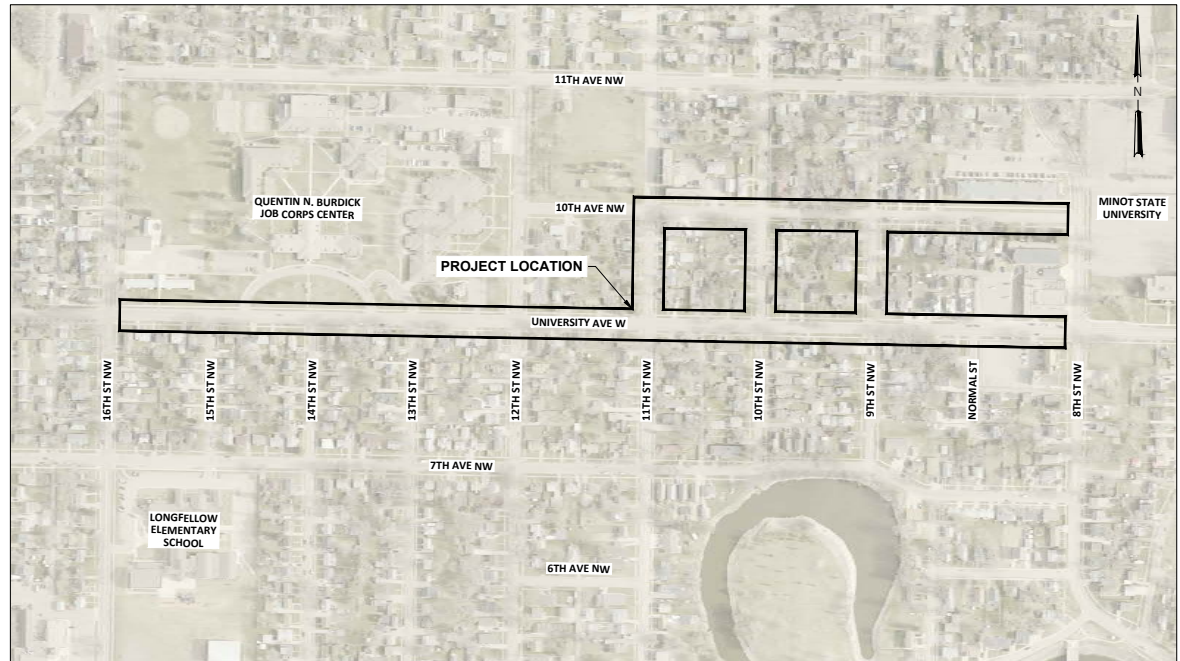 11TH AVE NW
N
QUENTIN N. BURDICK
JOB CORPS CENTER
10TH AVE NW
MINOT STATE
UNIVERSITY
PROJECT LOCATION
UNIVERSITY AVE W
16TH ST NW
15TH ST NW
14TH ST NW
13TH ST NW
12TH ST NW
11TH ST NW
10TH ST NW
9TH ST NW
NORMAL ST
8TH ST NW
7TH AVE NW
LONGFELLOW
ELEMENTARY
SCHOOL
6TH AVE NW